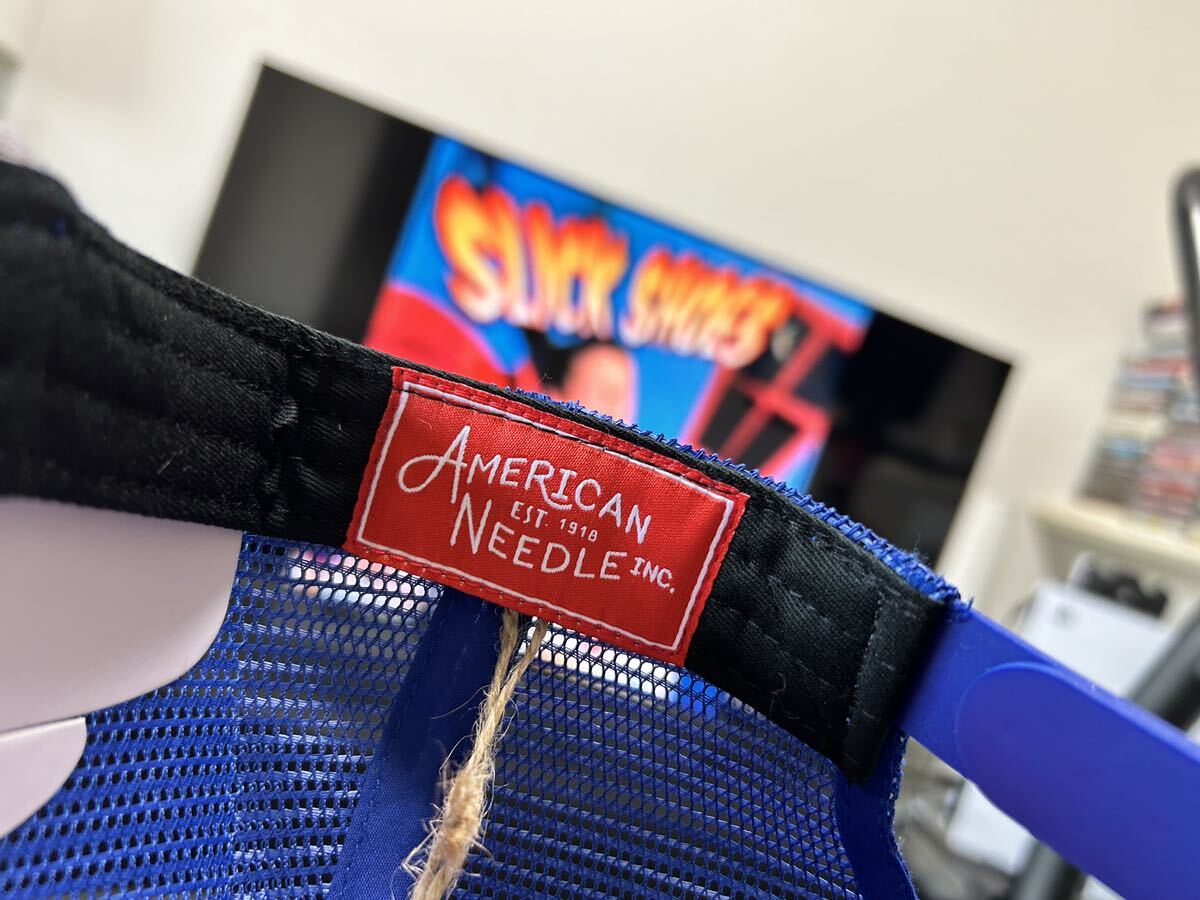 SLICK SHOES
AMERICAN
EST. 1918
NEEDLE INC.